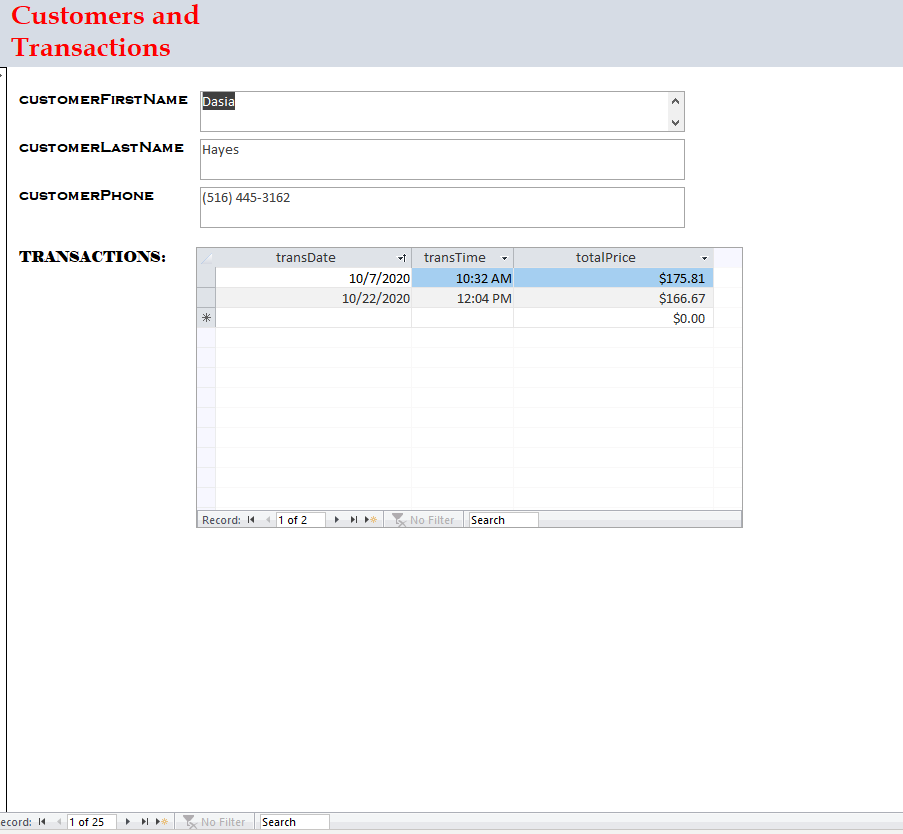 Customers and
Transactions
CUSTOMERFIRSTNAME
Dasia
CUSTOMERLASTNAME
Hayes
CUSTOMERPHONE
(516) 445-3162
TRANSACTIONS:
transDate transTime totalPrice
10/7/2020 10:32 AM $175.81
10/22/2020 12:04 PM $166.67
$0.00
Record: 1 of 2 No Filter Search
ecord: 1 of 25 No Filter Search